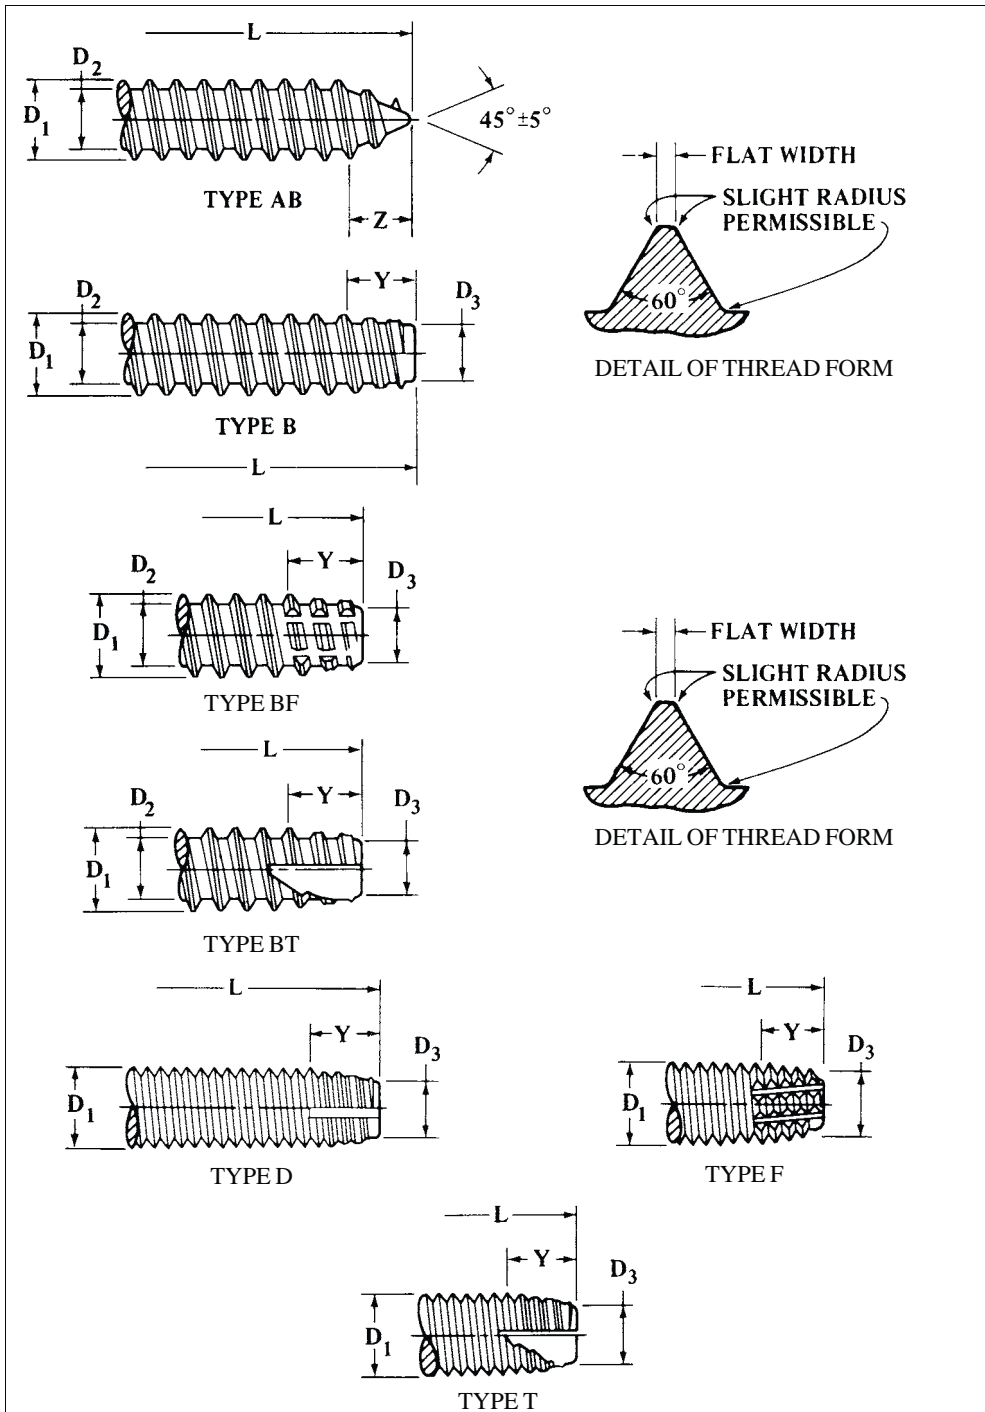 L
D2
D1
45°±5°
TYPE AB
Z
FLAT WIDTH
SLIGHT RADIUS
PERMISSIBLE
60°
DETAIL OF THREAD FORM
Y
D2
D3
D1
TYPE B
L
L
Y
D2
D3
D1
TYPE BF
FLAT WIDTH
SLIGHT RADIUS
PERMISSIBLE
60°
DETAIL OF THREAD FORM
L
Y
D2
D3
D1
TYPE BT
L
Y
D3
D1
TYPE D
L
Y
D3
D1
TYPE F
L
Y
D3
D1
TYPE T